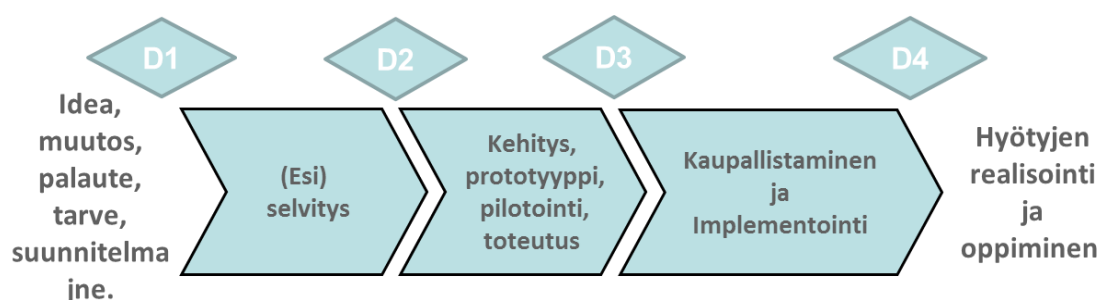 D1
D2
D3
D4
Idea,
muutos,
palaute,
tarve,
suunnitelma
jne.
(Esi)
selvitys
Kehitys,
prototyyppi,
pilotointi,
toteutus
Kaupallistaminen
ja
Implementointi
Hyötyjen
realisointi
ja
oppiminen